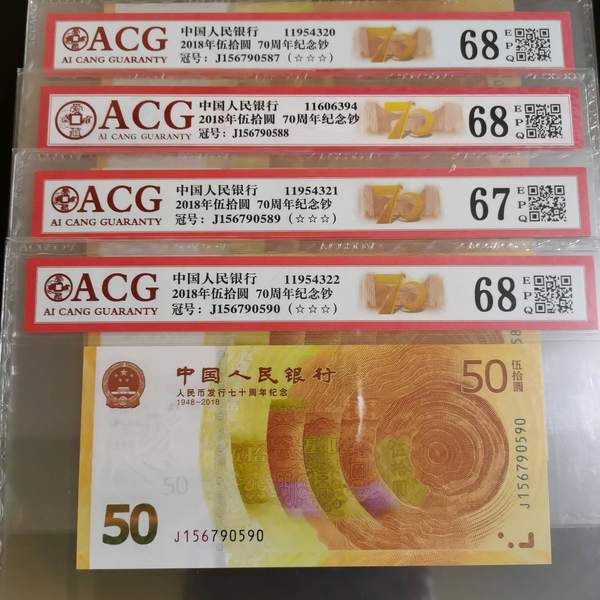 ACG
AI CANG GUARANTY
中国人民银行 11954320
2018年伍拾圆 70周年纪念钞
冠号：J156790587（☆☆☆）
70
68 EPQ
爱藏
ACG
AI CANG GUARANTY
中国人民银行 11606394
2018年伍拾圆 70周年纪念钞
冠号：J156790588
70
68 EPQ
ACG
AI CANG GUARANTY
中国人民银行 11954321
2018年伍拾圆 70周年纪念钞
冠号：J156790589（☆☆☆）
70
67 EPQ
ACG
AI CANG GUARANTY
中国人民银行 11954322
2018年伍拾圆 70周年纪念钞
冠号：J156790590（☆☆☆）
70
68 EPQ
中国人民银行
人民币发行七十周年纪念
1948-2018
50 伍拾圆
50
50
J156790590
J156790590